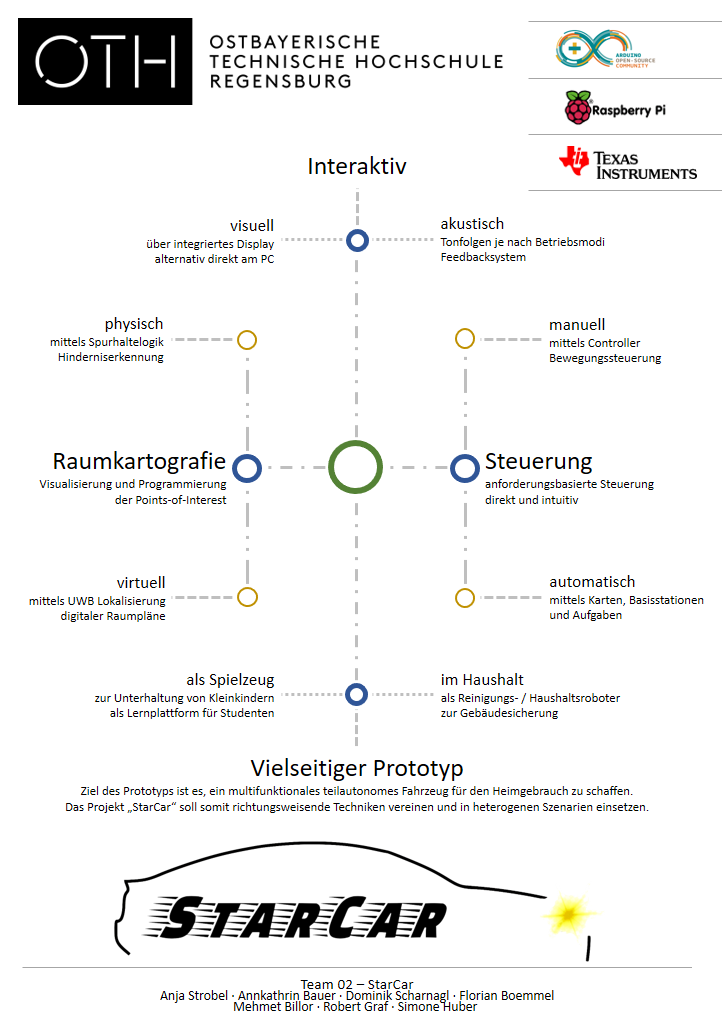 OTH
OSTBAYERISCHE
TECHNISCHE HOCHSCHULE
REGENSBURG
ARDUINO
OPEN-SOURCE
COMMUNITY
Raspberry Pi
TEXAS
INSTRUMENTS
Interaktiv
visuell
über integriertes Display
alternativ direkt am PC
akustisch
Tonfolgen je nach Betriebsmodi
Feedbacksystem
physisch
mittels Spurhaltelogik
Hinderniserkennung
manuell
mittels Controller
Bewegungssteuerung
Raumkartografie
Visualisierung und Programmierung
der Points-of-Interest
Steuerung
anforderungsbasierte Steuerung
direkt und intuitiv
virtuell
mittels UWB Lokalisierung
digitaler Raumpläne
automatisch
mittels Karten, Basisstationen
und Aufgaben
als Spielzeug
zur Unterhaltung von Kleinkindern
als Lernplattform für Studenten
im Haushalt
als Reinigungs- / Haushaltsroboter
zur Gebäudesicherung
Vielseitiger Prototyp
Ziel des Prototyps ist es, ein multifunktionales teilautonomes Fahrzeug für den Heimgebrauch zu schaffen.
Das Projekt „StarCar“ soll somit richtungsweisende Techniken vereinen und in heterogenen Szenarien einsetzen.
STARCAR
Team 02 – StarCar
Anja Strobel · Annkathrin Bauer · Dominik Scharnagl · Florian Boemmel
Mehmet Billor · Robert Graf · Simone Huber